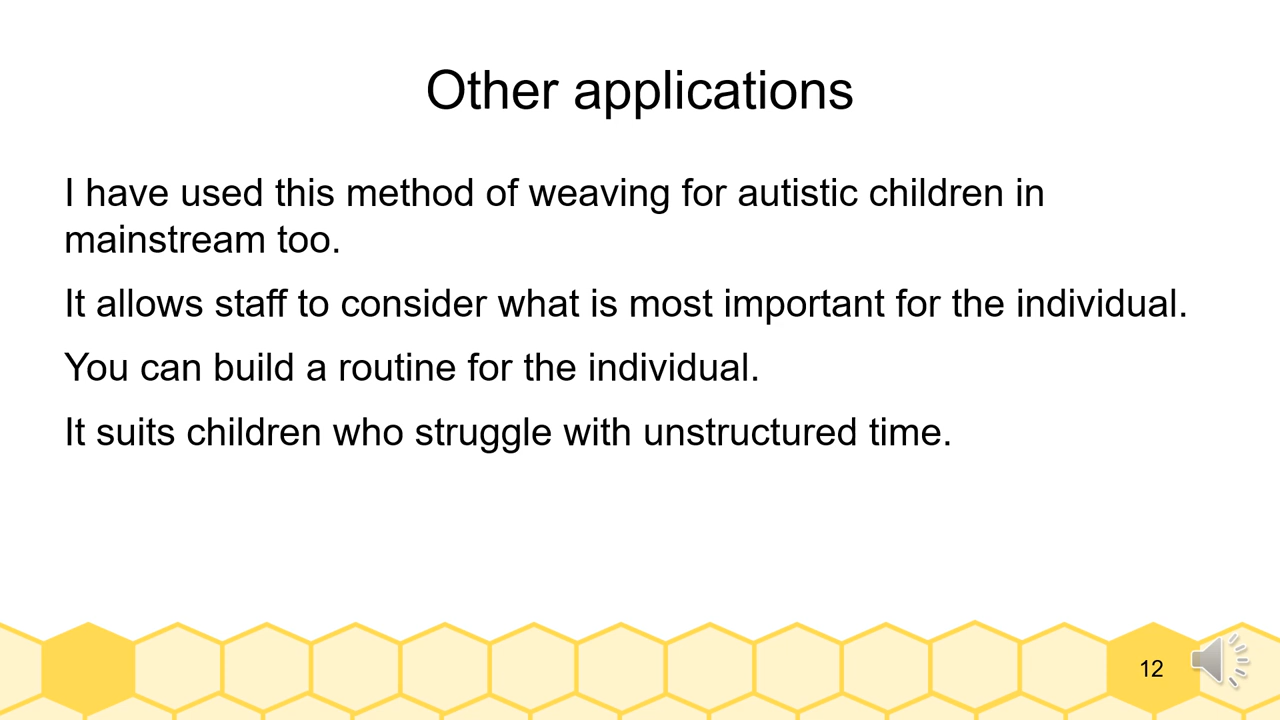 Other applications
I have used this method of weaving for autistic children in
mainstream too.
It allows staff to consider what is most important for the individual.
You can build a routine for the individual.
It suits children who struggle with unstructured time.
12